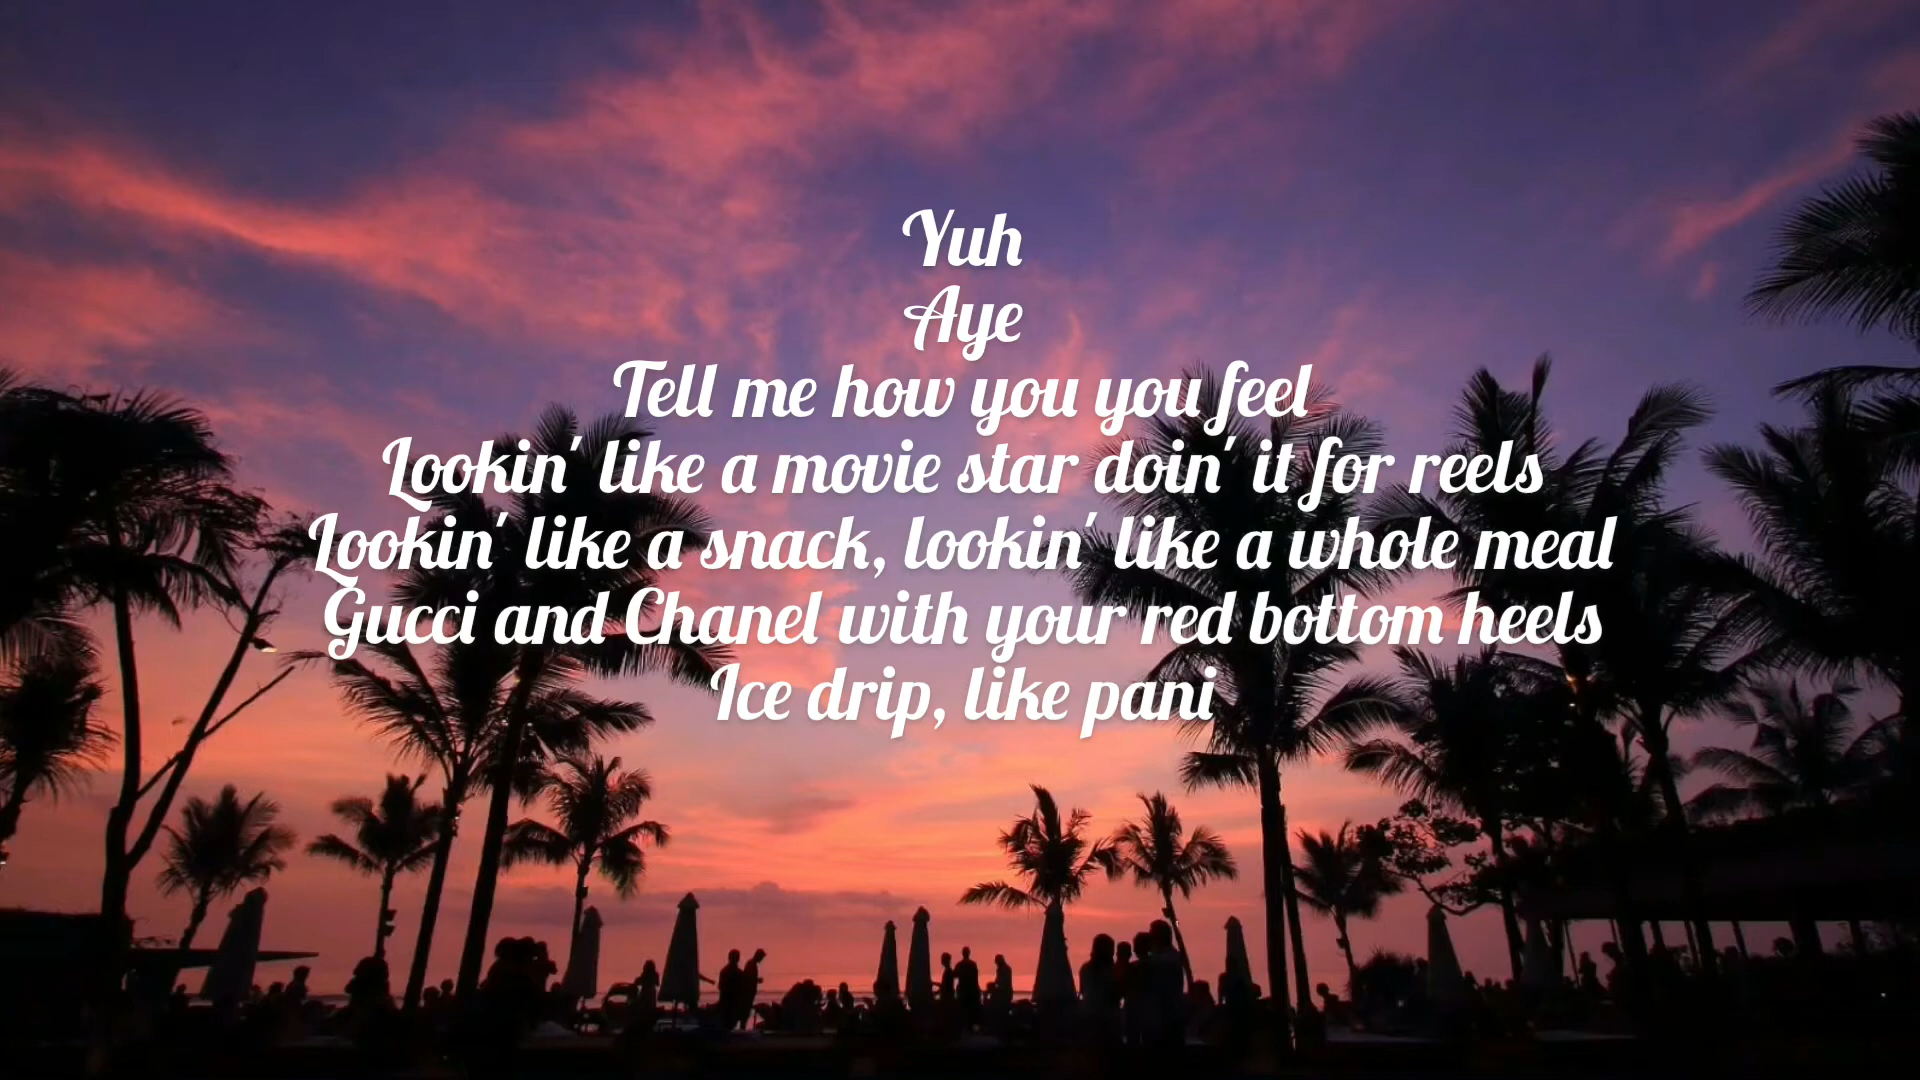 Yuh
Aye
Tell me how you you feel
Lookin' like a movie star doin' it for reels
Lookin' like a snack, lookin' like a whole meal
Gucci and Chanel with your red bottom heels
Ice drip, like pani